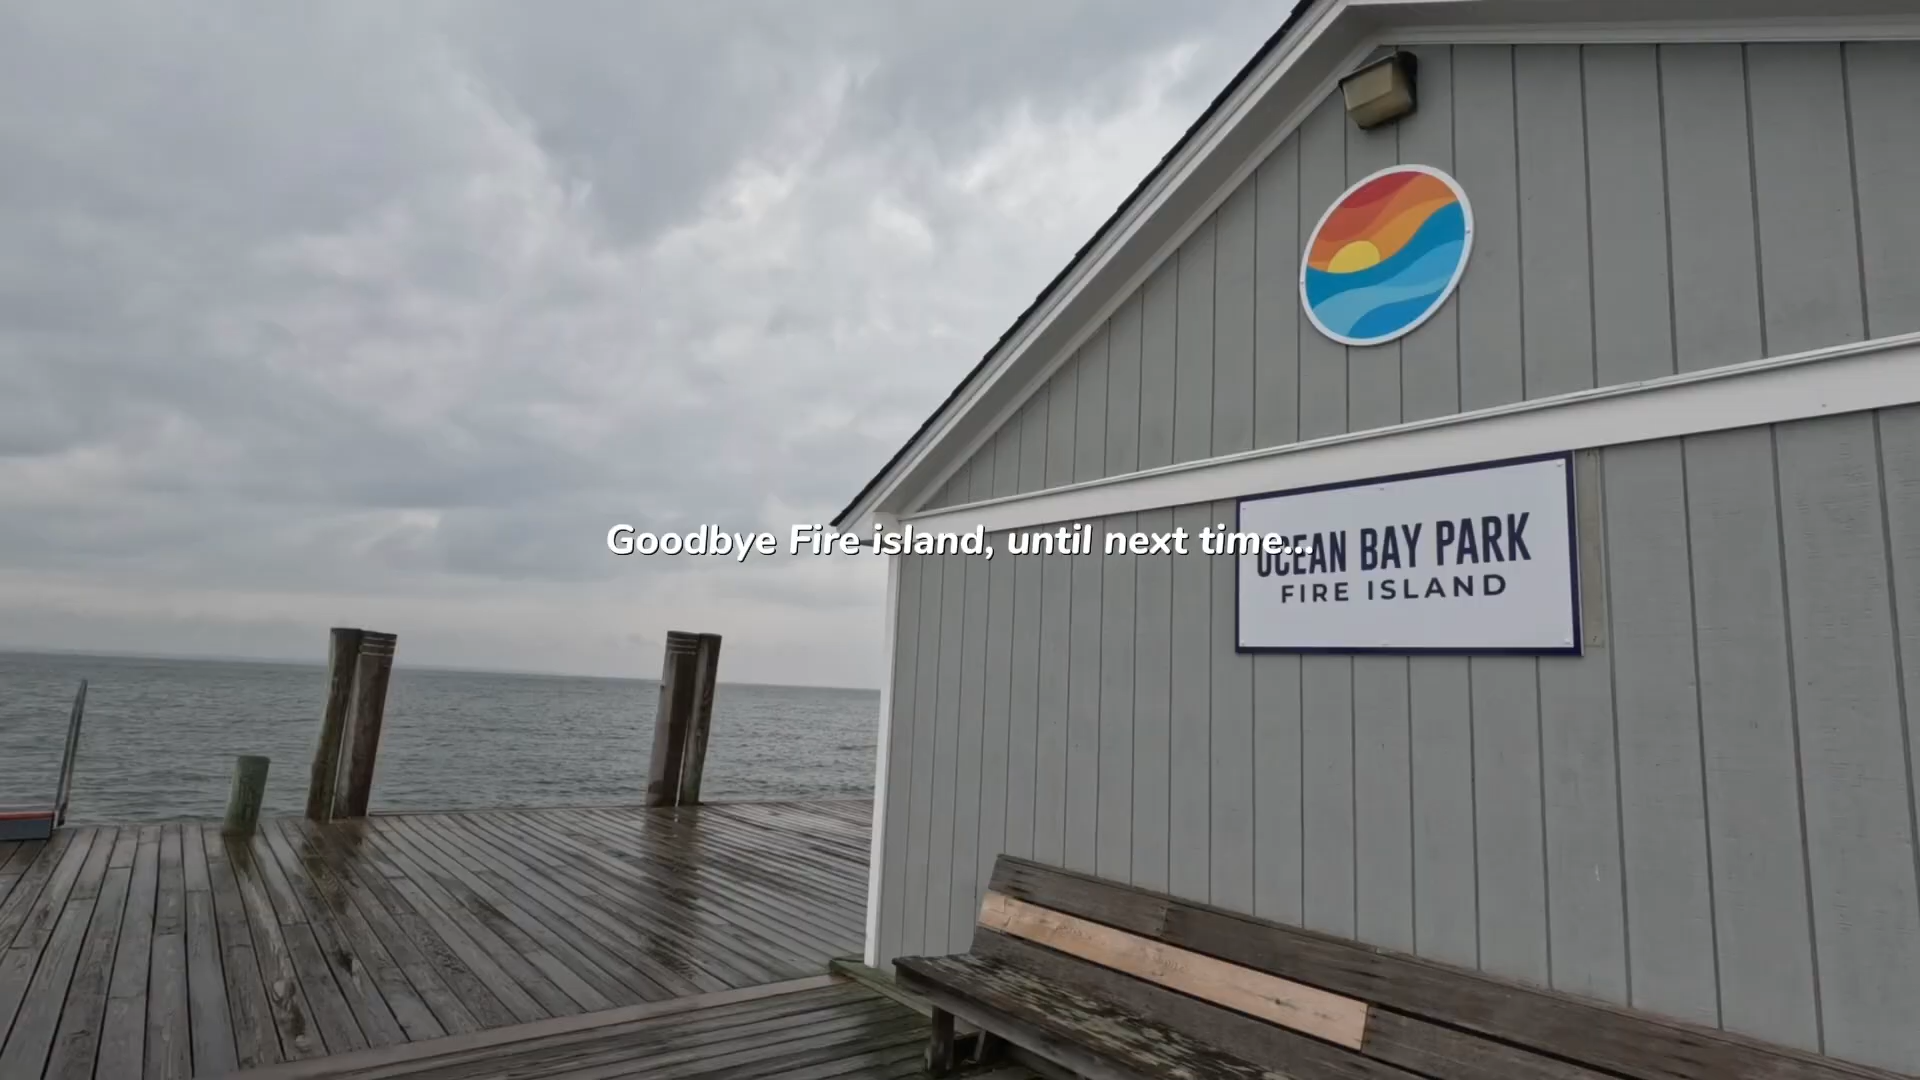 Goodbye Fire island, until next time...
OCEAN BAY PARK
FIRE ISLAND